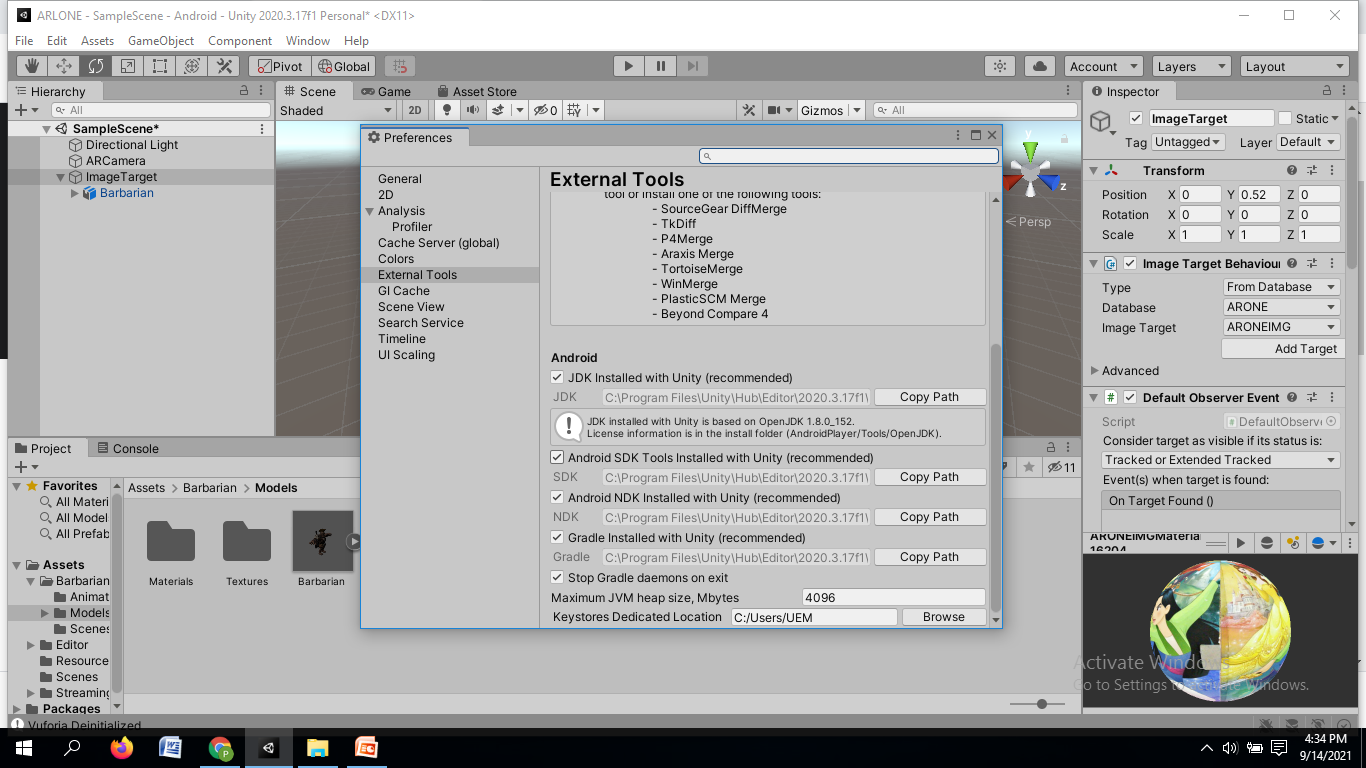 ARLONE - SampleScene - Android - Unity 2020.3.17f1 Personal* <DX11>
File Edit Assets GameObject Component Window Help
Pivot Global Account Layers Layout
Hierarchy
All
SampleScene*
Directional Light
ARCamera
ImageTarget
Barbarian
Scene Game Asset Store
Shaded 2D 0 Gizmos All
y
z
Persp
Preferences
General
2D
Analysis
Profiler
Cache Server (global)
Colors
External Tools
GI Cache
Scene View
Search Service
Timeline
UI Scaling
External Tools
tool or install one of the following tools:
- SourceGear DiffMerge
- TkDiff
- P4Merge
- Araxis Merge
- TortoiseMerge
- WinMerge
- PlasticSCM Merge
- Beyond Compare 4
Android
JDK Installed with Unity (recommended)
JDK C:\Program Files\Unity\Hub\Editor\2020.3.17f1\ Copy Path
JDK installed with Unity is based on OpenJDK 1.8.0_152.
License information is in the install folder (AndroidPlayer/Tools/OpenJDK).
Android SDK Tools Installed with Unity (recommended)
SDK C:\Program Files\Unity\Hub\Editor\2020.3.17f1\ Copy Path
Android NDK Installed with Unity (recommended)
NDK C:\Program Files\Unity\Hub\Editor\2020.3.17f1\ Copy Path
Gradle Installed with Unity (recommended)
Gradle C:\Program Files\Unity\Hub\Editor\2020.3.17f1\ Copy Path
Stop Gradle daemons on exit
Maximum JVM heap size, Mbytes 4096
Keystores Dedicated Location C:/Users/UEM Browse
Inspector
ImageTarget Static
Tag Untagged Layer Default
Transform
Position X 0 Y 0.52 Z 0
Rotation X 0 Y 0 Z 0
Scale X 1 Y 1 Z 1
Image Target Behaviour
Type From Database
Database ARONE
Image Target ARONEIMG
Add Target
Advanced
Default Observer Event
Script DefaultObserve
Consider target as visible if its status is:
Tracked or Extended Tracked
Event(s) when target is found:
On Target Found ()
ARONEIMGMaterial
16204
Project Console
11
Favorites
All Materi
All Model
All Prefab
Assets
Barbarian
Animat
Models
Scenes
Editor
Resource
Scenes
Streaming
Packages
Assets > Barbarian > Models
Materials Textures Barbarian
Activate Windows
Go to Settings to activate Windows.
Vuforia Deinitialized
4:34 PM
9/14/2021